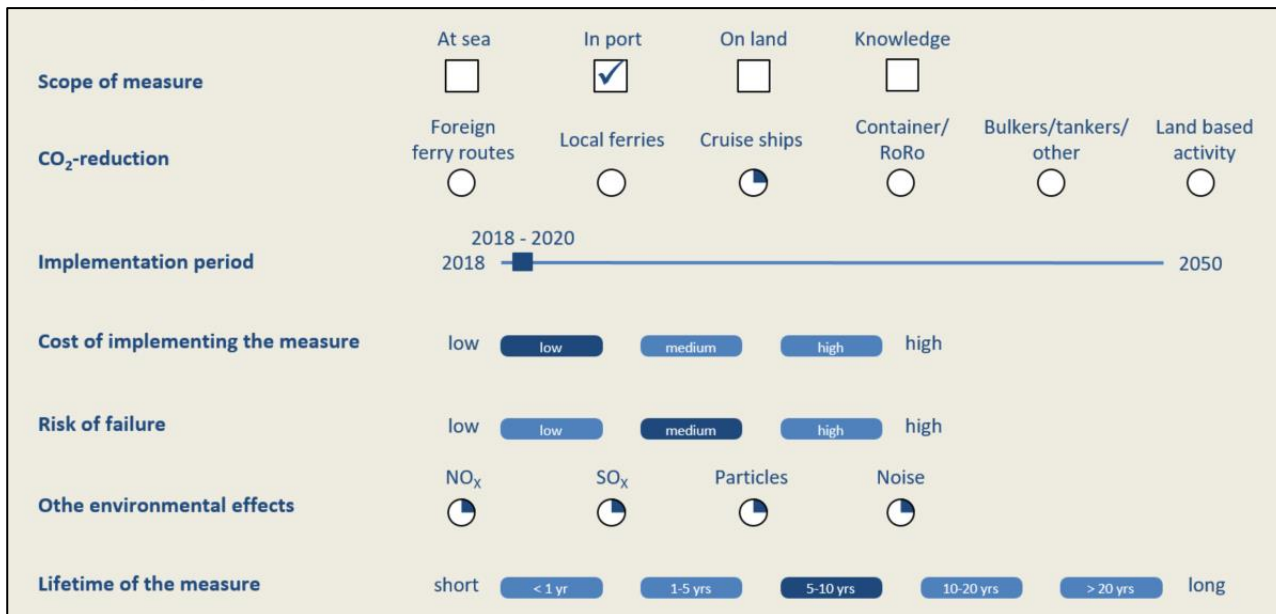 At sea In port On land Knowledge
Scope of measure
Foreign ferry routes Local ferries Cruise ships Container/ RoRo Bulkers/tankers/ other Land based activity
CO₂-reduction
2018 - 2020
Implementation period 2018 2050
Cost of implementing the measure low low medium high high
Risk of failure low low medium high high
NOₓ SOₓ Particles Noise
Othe environmental effects
Lifetime of the measure short < 1 yr 1-5 yrs 5-10 yrs 10-20 yrs > 20 yrs long